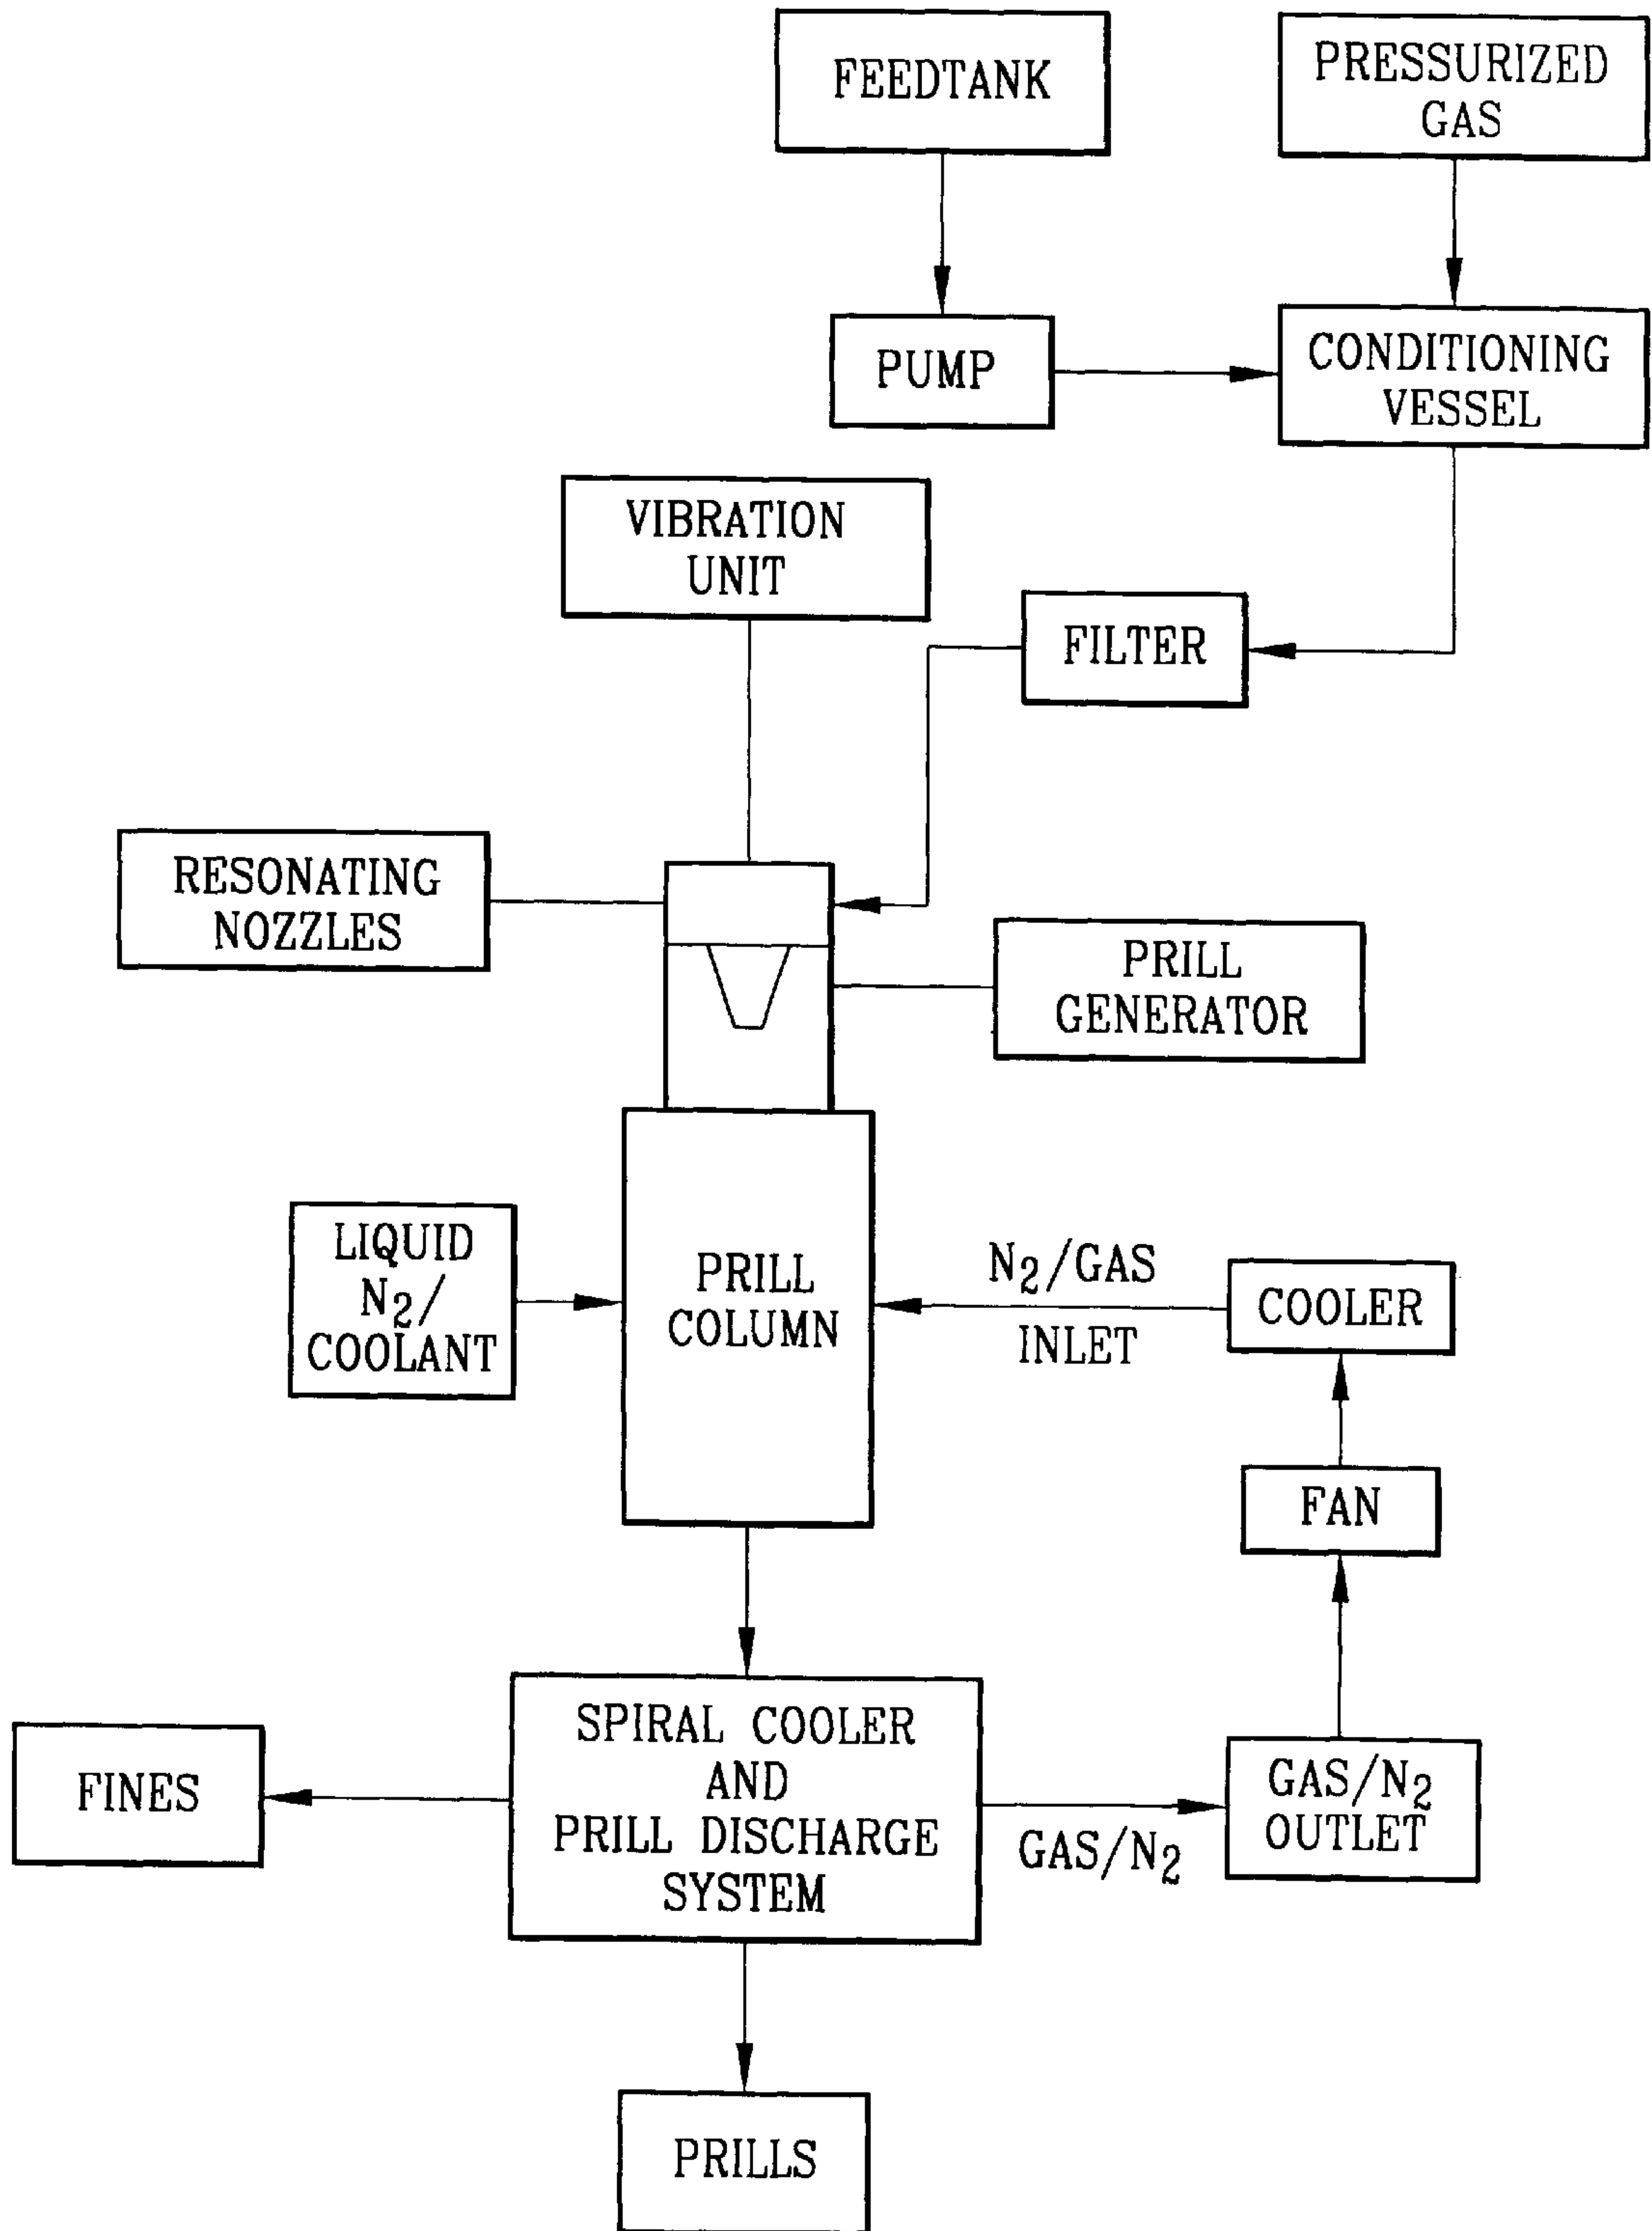 FEEDTANK
PRESSURIZED
GAS
PUMP
CONDITIONING
VESSEL
VIBRATION
UNIT
FILTER
RESONATING
NOZZLES
PRILL
GENERATOR
LIQUID
N2/
COOLANT
PRILL
COLUMN
N2/GAS
INLET
COOLER
FAN
SPIRAL COOLER
AND
PRILL DISCHARGE
SYSTEM
FINES
GAS/N2
GAS/N2
OUTLET
PRILLS